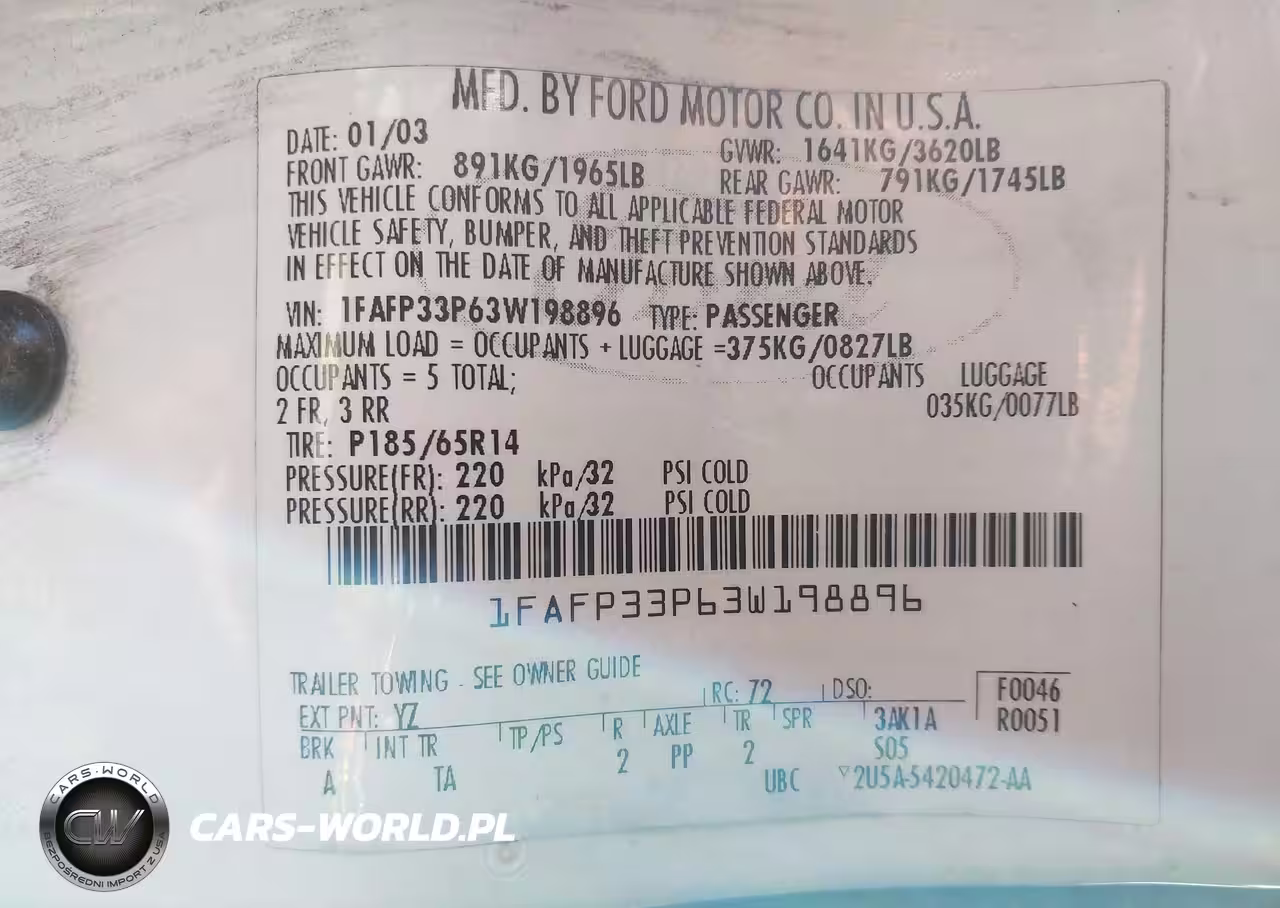 MFD. BY FORD MOTOR CO. IN U.S.A.
DATE: 01/03 GVWR: 1641KG/3620LB
FRONT GAWR: 891KG/1965LB REAR GAWR: 791KG/1745LB
THIS VEHICLE CONFORMS TO ALL APPLICABLE FEDERAL MOTOR
VEHICLE SAFETY, BUMPER, AND THEFT PREVENTION STANDARDS
IN EFFECT ON THE DATE OF MANUFACTURE SHOWN ABOVE.
VIN: 1FAFP33P63W198896 TYPE: PASSENGER
MAXIMUM LOAD = OCCUPANTS + LUGGAGE =375KG/0827LB
OCCUPANTS = 5 TOTAL; OCCUPANTS LUGGAGE
2 FR, 3 RR 035KG/0077LB
TIRE: P185/65R14
PRESSURE(FR): 220 kPa/32 PSI COLD
PRESSURE(RR): 220 kPa/32 PSI COLD
1FAFP33P63W198896
TRAILER TOWING - SEE OWNER GUIDE
EXT PNT: YZ RC: 72 DSO: F0046
BRK INT TR TP/PS R AXLE TR SPR 3AK1A R0051
A TA 2 PP 2 S05
UBC ▽2U5A-5420472-AA
CARS-WORLD
CW
BEZPOŚREDNI IMPORT Z USA
CARS-WORLD.PL